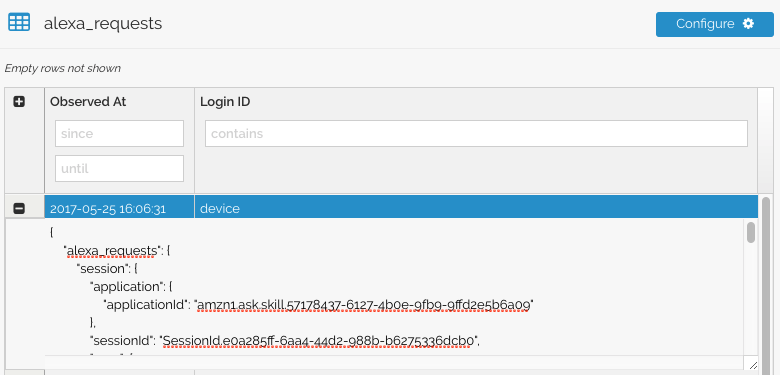 alexa_requests
Configure
Empty rows not shown
Observed At
Login ID
since
contains
until
2017-05-25 16:06:31
device
{
"alexa_requests": {
"session": {
"application": {
"applicationId": "amzn1.ask.skill.57178437-6127-4b0e-9fb9-9ffd2e5b6a09"
},
"sessionId": "SessionId.e0a285ff-6aa4-44d2-988b-b6275336dcb0",